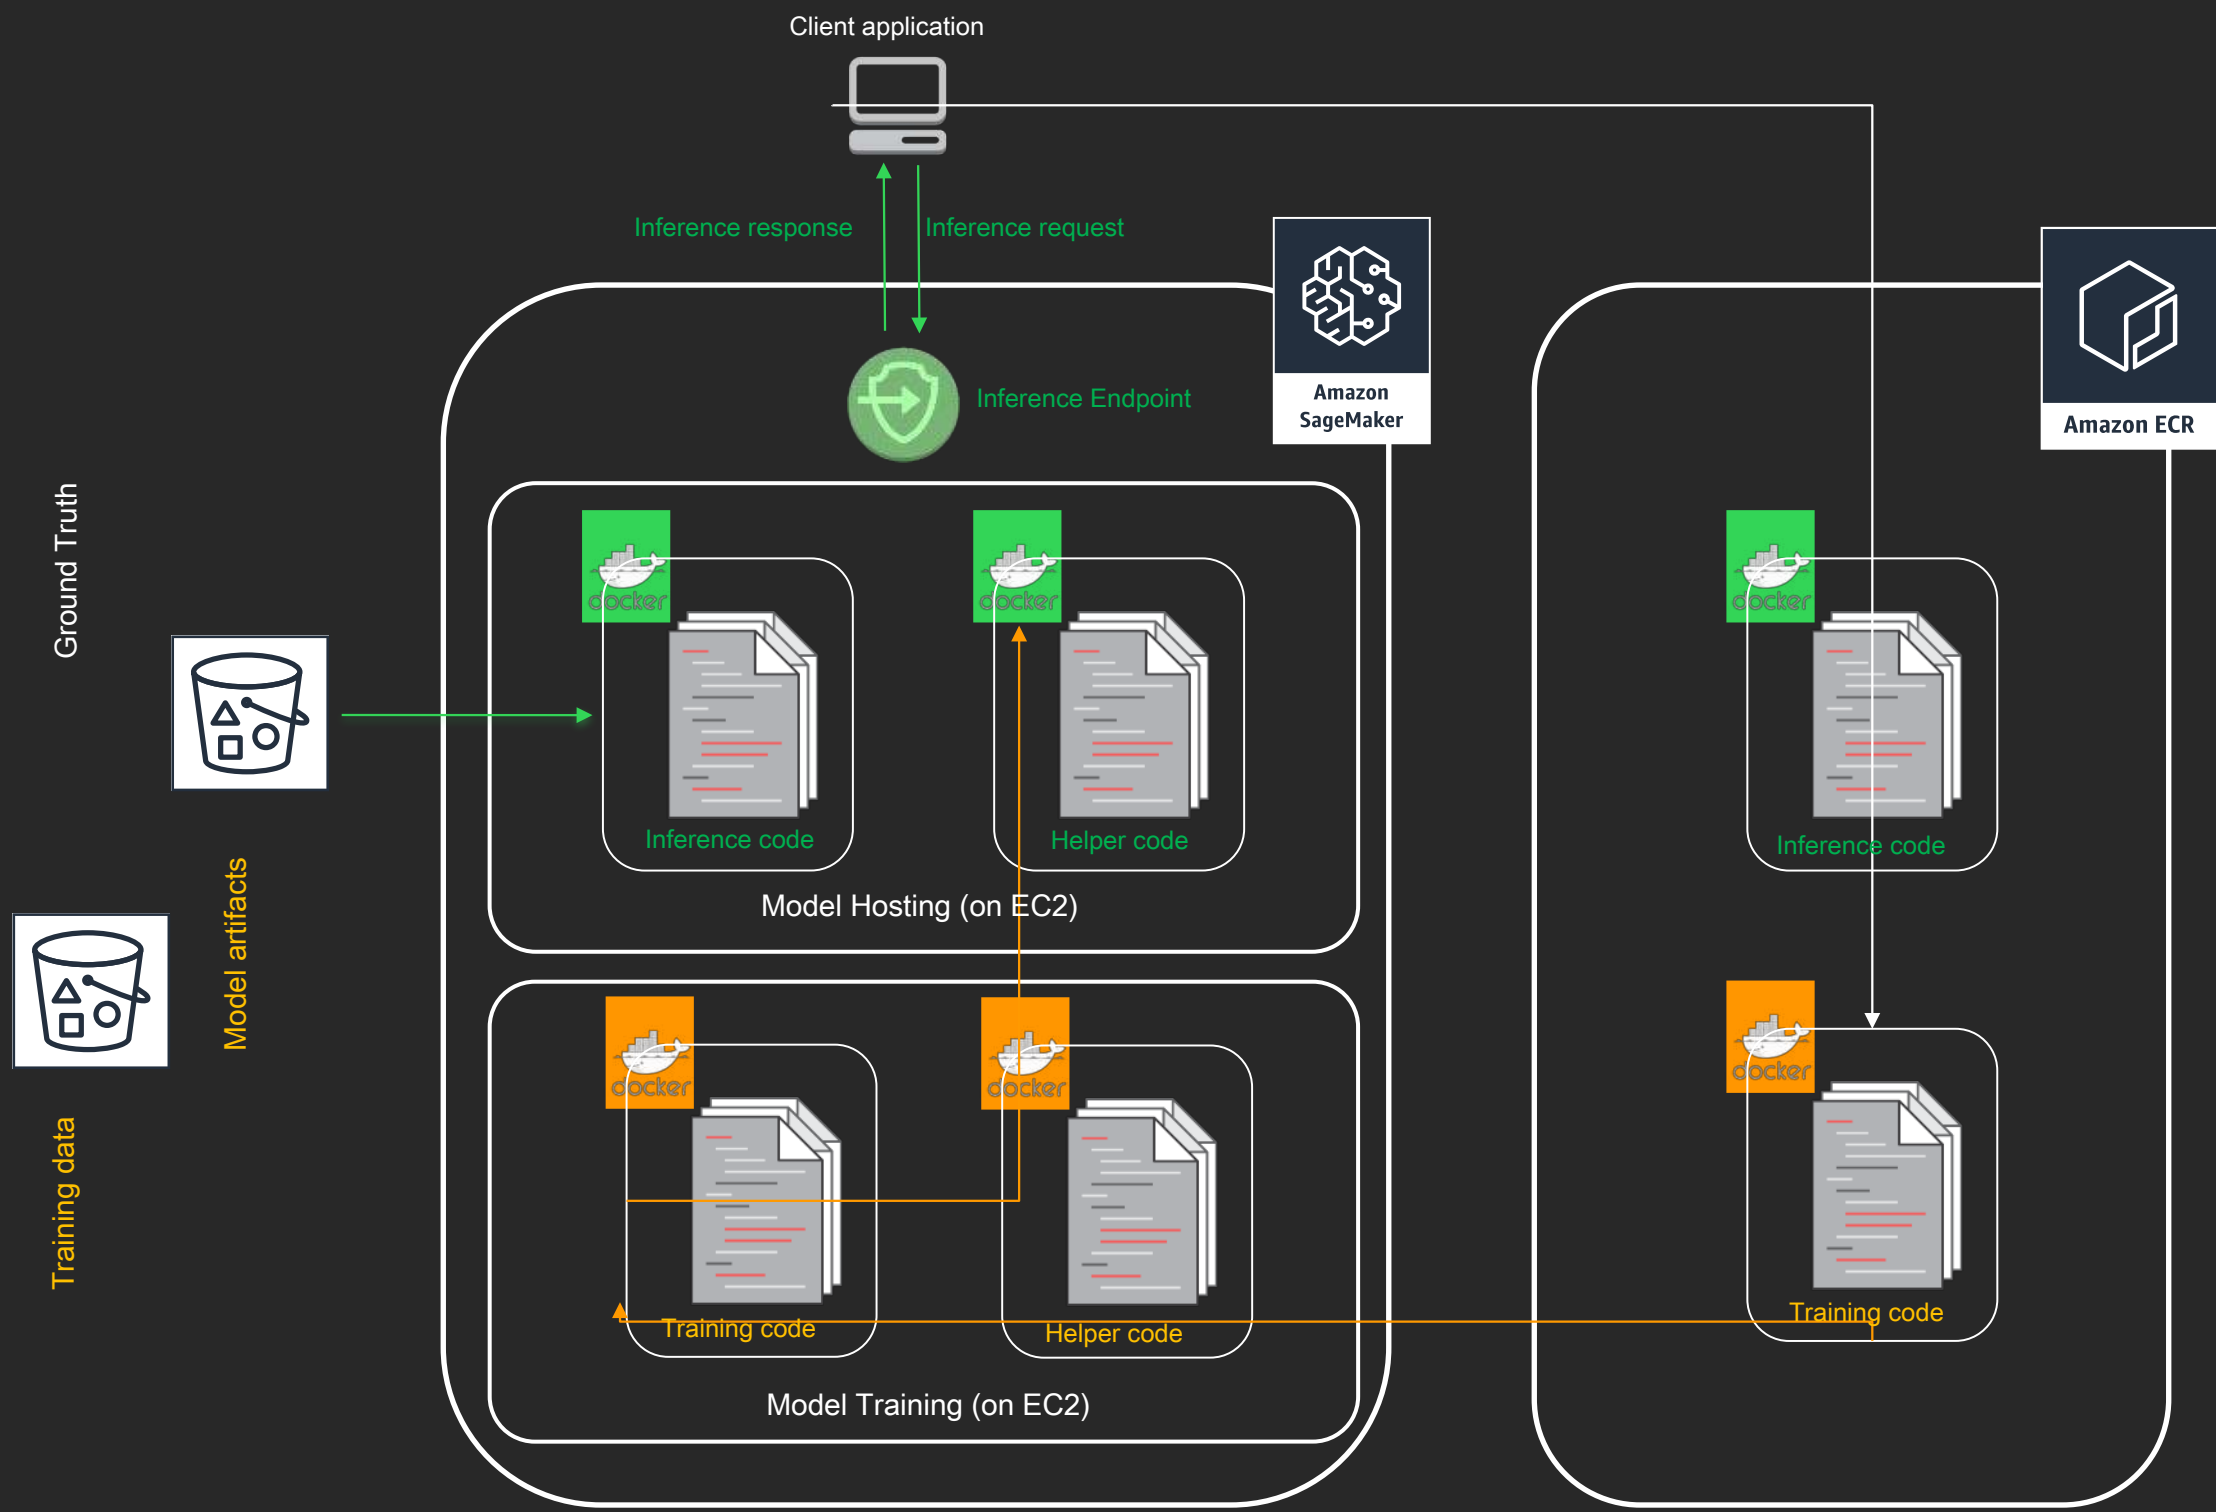 Client application
Inference response
Inference request
Amazon
SageMaker
Amazon ECR
Inference Endpoint
Ground Truth
docker
docker
docker
Inference code
Helper code
Inference code
Model artifacts
Model Hosting (on EC2)
docker
docker
docker
Training data
Training code
Helper code
Training code
Model Training (on EC2)